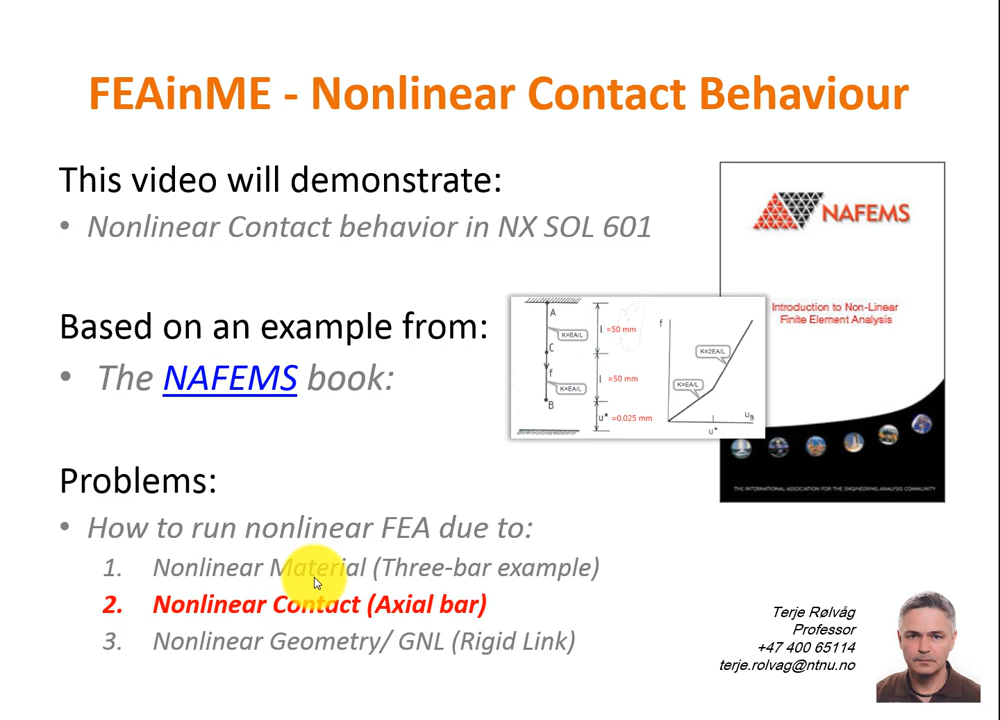 FEAinME - Nonlinear Contact Behaviour
This video will demonstrate:
• Nonlinear Contact behavior in NX SOL 601
Based on an example from:
• The NAFEMS book:
Problems:
• How to run nonlinear FEA due to:
1. Nonlinear Material (Three-bar example)
2. Nonlinear Contact (Axial bar)
3. Nonlinear Geometry/ GNL (Rigid Link)
A
K=EA/L
l =50 mm
C
f
K=EA/L
l =50 mm
B
u* =0.025 mm
f
K=2EA/L
K=EA/L
u*
uB
NAFEMS
Introduction to Non-Linear
Finite Element Analysis
THE INTERNATIONAL ASSOCIATION FOR THE ENGINEERING ANALYSIS COMMUNITY
Terje Rølvåg
Professor
+47 400 65114
terje.rolvag@ntnu.no